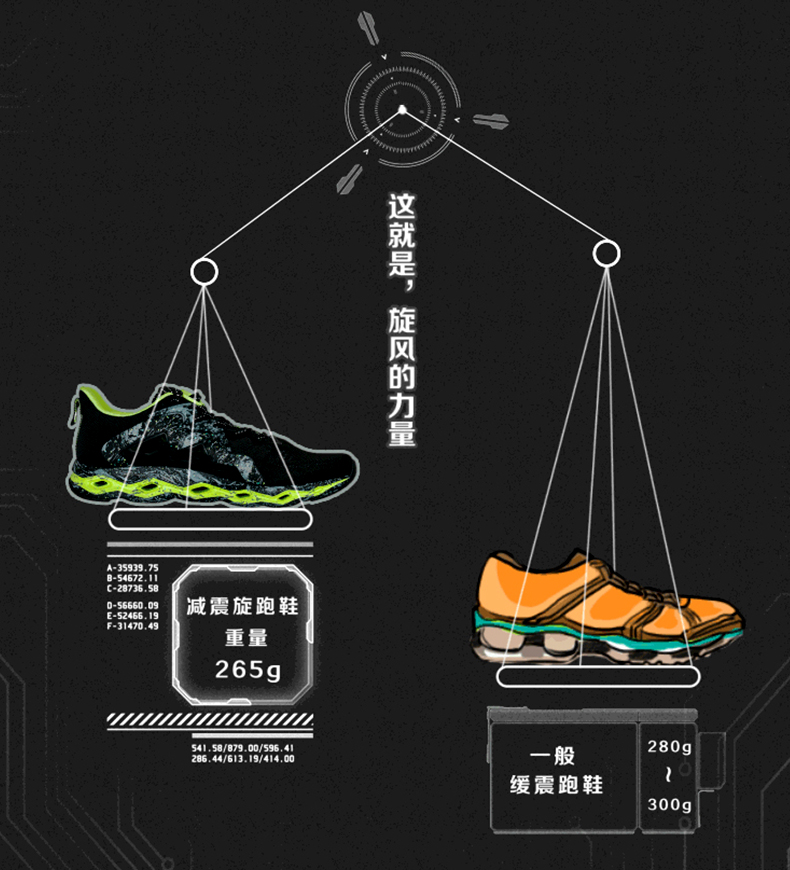 这就是，旋风的力量
A-35939.75
B-54672.11
C-28736.58
D-56660.09
E-52466.19
F-31470.49
减震旋跑鞋
重量
265g
541.58/879.00/596.41
286.44/613.19/414.00
一般
缓震跑鞋
280g
~
300g